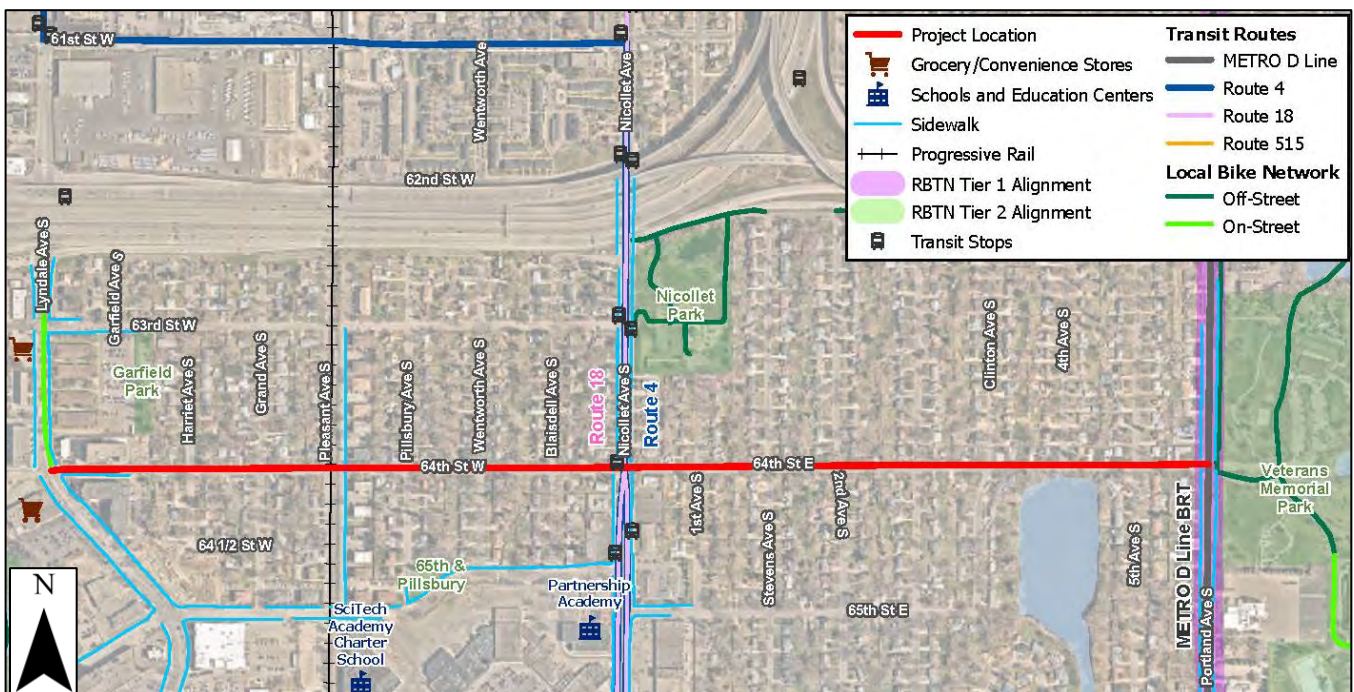 61st St W
Wentworth Ave
Nicollet Ave
62nd St W
Lyndale Ave S
Garfield Ave S
63rd St W
Garfield
Park
Harriet Ave S
Grand Ave S
Pleasant Ave S
Pillsbury Ave S
Wentworth Ave S
Blaisdell Ave S
Route 18
Nicollet Ave S
Route 4
Nicollet
Park
Clinton Ave S
4th Ave S
64th St W
64th St E
64 1/2 St W
65th &
Pillsbury
SciTech
Academy
Charter
School
Partnership
Academy
1st Ave S
Stevens Ave S
2nd Ave S
65th St E
5th Ave S
METRO D Line BRT
Portland Ave S
Veterans
Memorial
Park
N
Project Location
Grocery/Convenience Stores
Schools and Education Centers
Sidewalk
Progressive Rail
RBTN Tier 1 Alignment
RBTN Tier 2 Alignment
Transit Stops
Transit Routes
METRO D Line
Route 4
Route 18
Route 515
Local Bike Network
Off-Street
On-Street